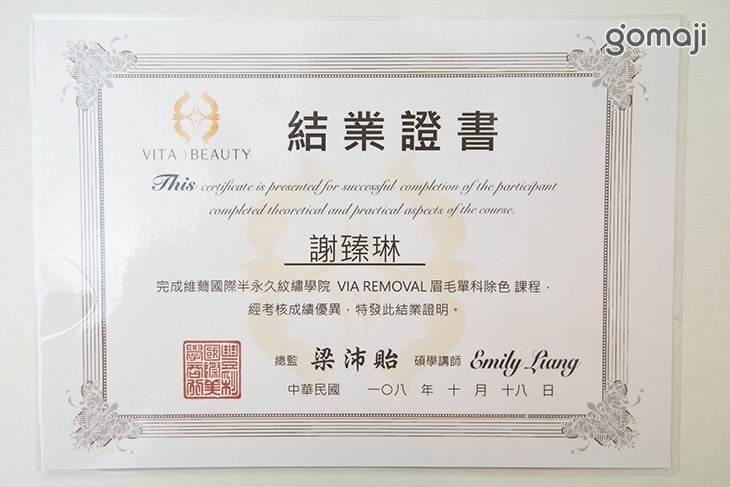 gomaji
結業證書
VITA BEAUTY
This certificate is presented for successful completion of the participant
completed theoretical and practical aspects of the course.
謝臻琳
完成維薾國際半永久紋繡學院 VIA REMOVAL 眉毛單科除色 課程，
經考核成績優異，特發此結業證明。
總監 梁沛貽 碩學講師 Emily Liang
中華民國 一〇八 年 十 月 十八 日